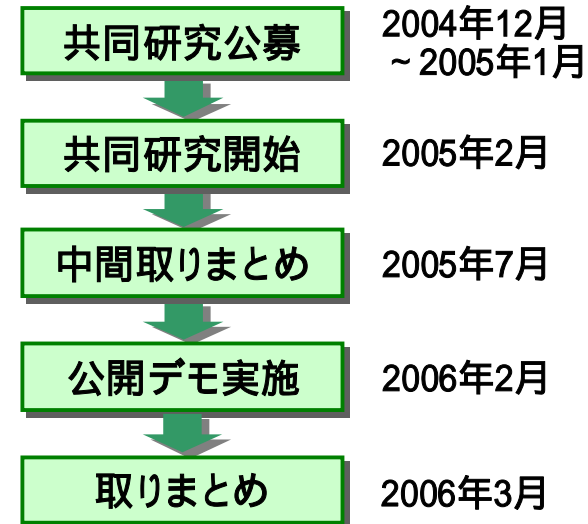 共同研究公募
2004年12月
~2005年1月
共同研究開始
2005年2月
中間取りまとめ
2005年7月
公開デモ実施
2006年2月
取りまとめ
2006年3月